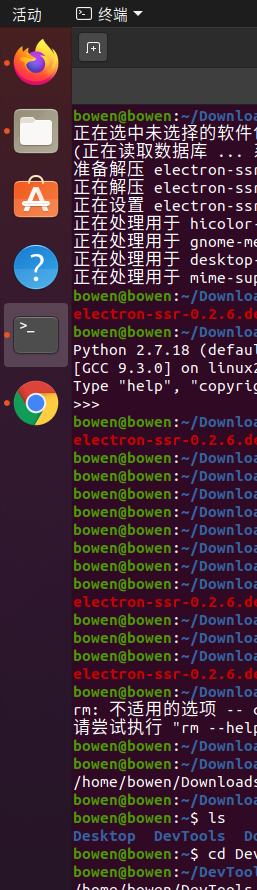 活动
终端
bowen@bowen:~/Downloa
正在选中未选择的软件
(正在读取数据库 ...
准备解压 electron-ssr
正在解压 electron-ssr
正在设置 electron-ssr
正在处理用于 hicolor-
正在处理用于 gnome-me
正在处理用于 desktop-
正在处理用于 mime-sup
bowen@bowen:~/Downloa
electron-ssr-0.2.6.de
bowen@bowen:~/Downloa
Python 2.7.18 (defaul
[GCC 9.3.0] on linux2
Type "help", "copyrig
>>>
bowen@bowen:~/Downloa
electron-ssr-0.2.6.de
bowen@bowen:~/Downloa
bowen@bowen:~/Downloa
bowen@bowen:~/Downloa
bowen@bowen:~/Downloa
bowen@bowen:~/Downloa
bowen@bowen:~/Downloa
bowen@bowen:~/Downloa
bowen@bowen:~/Downloa
electron-ssr-0.2.6.de
bowen@bowen:~/Downloa
bowen@bowen:~/Downloa
bowen@bowen:~/Downloa
electron-ssr-0.2.6.de
bowen@bowen:~/Downloa
rm: 不适用的选项 --
请尝试执行 "rm --help
bowen@bowen:~/Downloa
bowen@bowen:~/Downloa
/home/bowen/Downloads
bowen@bowen:~/Downloa
bowen@bowen:~$ ls
Desktop DevTools Do
bowen@bowen:~$ cd Dev
bowen@bowen:~/DevTool
/home/bowen/DevTools